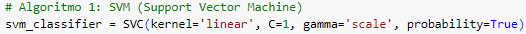 # Algoritmo 1: SVM (Support Vector Machine)
svm_classifier = SVC(kernel='linear', C=1, gamma='scale', probability=True)